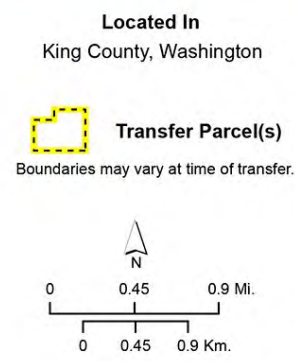 Located In
King County, Washington
Transfer Parcel(s)
Boundaries may vary at time of transfer.
N
0 0.45 0.9 Mi.
0 0.45 0.9 Km.